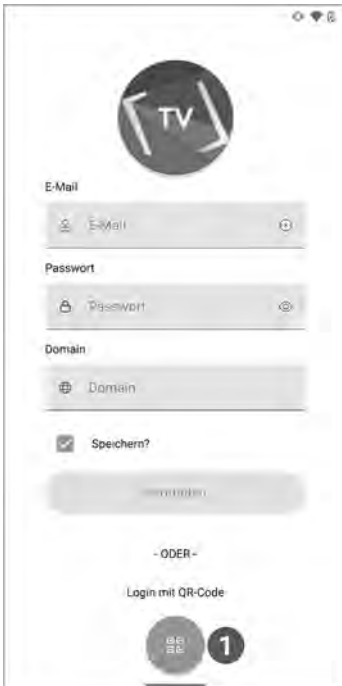 TV
E-Mail
E-Mail
Passwort
Passwort
Domain
Domain
Speichern?
- ODER -
Login mit QR-Code
1